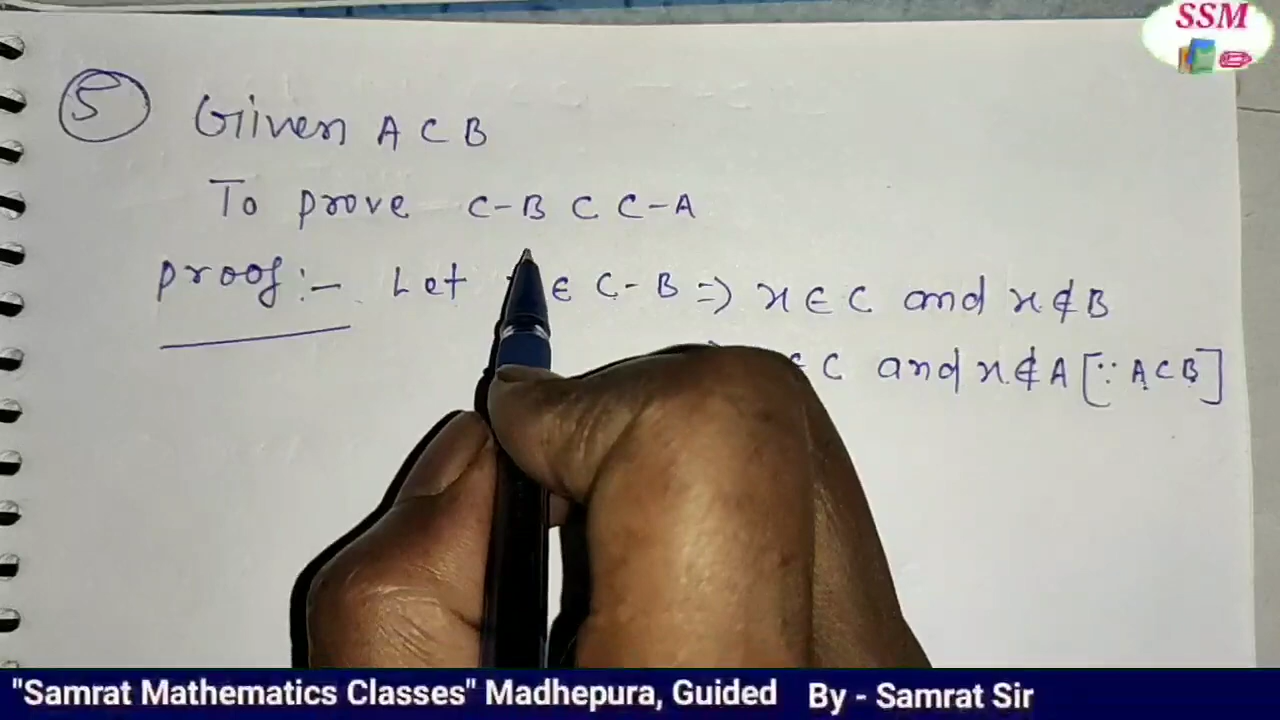 SSM
5 Given A ⊂ B
To prove C-B ⊂ C-A
Proof:- Let ∈ C-B => x ∈ C and x ∉ B
∈ C and x ∉ A [∵ A⊂B]
"Samrat Mathematics Classes" Madhepura, Guided By - Samrat Sir